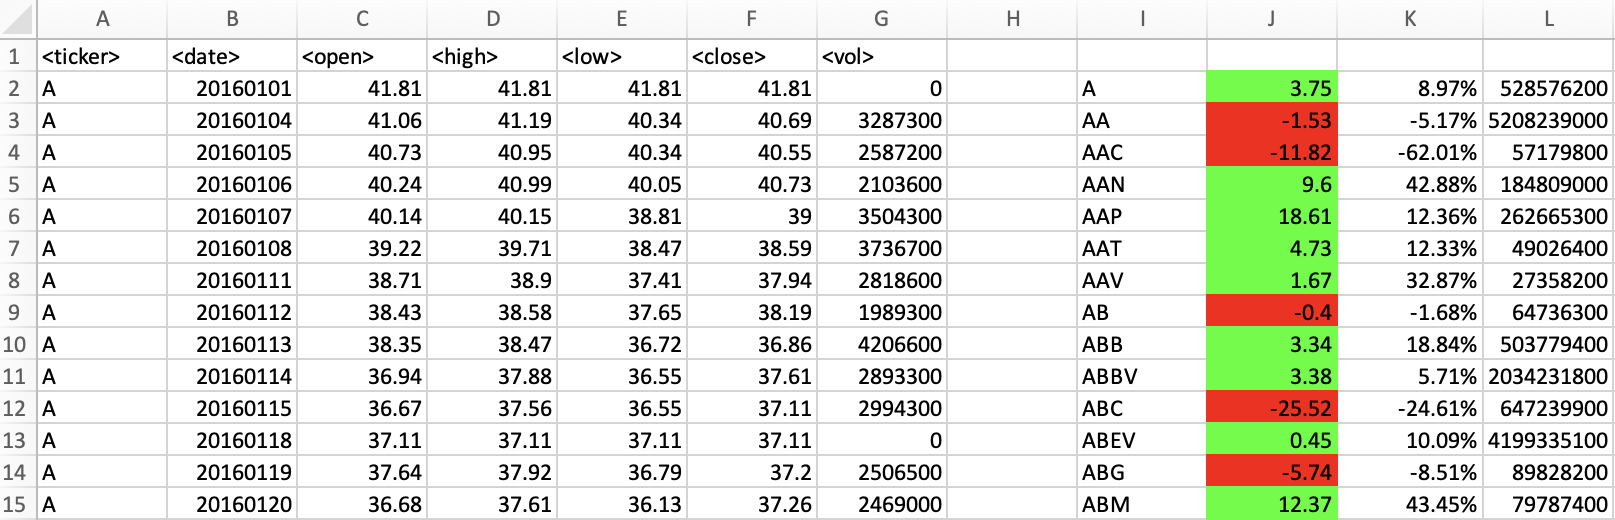 A B C D E F G H I J K L
1 <ticker> <date> <open> <high> <low> <close> <vol>
2 A 20160101 41.81 41.81 41.81 41.81 0 A 3.75 8.97% 528576200
3 A 20160104 41.06 41.19 40.34 40.69 3287300 AA -1.53 -5.17% 5208239000
4 A 20160105 40.73 40.95 40.34 40.55 2587200 AAC -11.82 -62.01% 57179800
5 A 20160106 40.24 40.99 40.05 40.73 2103600 AAN 9.6 42.88% 184809000
6 A 20160107 40.14 40.15 38.81 39 3504300 AAP 18.61 12.36% 262665300
7 A 20160108 39.22 39.71 38.47 38.59 3736700 AAT 4.73 12.33% 49026400
8 A 20160111 38.71 38.9 37.41 37.94 2818600 AAV 1.67 32.87% 27358200
9 A 20160112 38.43 38.58 37.65 38.19 1989300 AB -0.4 -1.68% 64736300
10 A 20160113 38.35 38.47 36.72 36.86 4206600 ABB 3.34 18.84% 503779400
11 A 20160114 36.94 37.88 36.55 37.61 2893300 ABBV 3.38 5.71% 2034231800
12 A 20160115 36.67 37.56 36.55 37.11 2994300 ABC -25.52 -24.61% 647239900
13 A 20160118 37.11 37.11 37.11 37.11 0 ABEV 0.45 10.09% 4199335100
14 A 20160119 37.64 37.92 36.79 37.2 2506500 ABG -5.74 -8.51% 89828200
15 A 20160120 36.68 37.61 36.13 37.26 2469000 ABM 12.37 43.45% 79787400